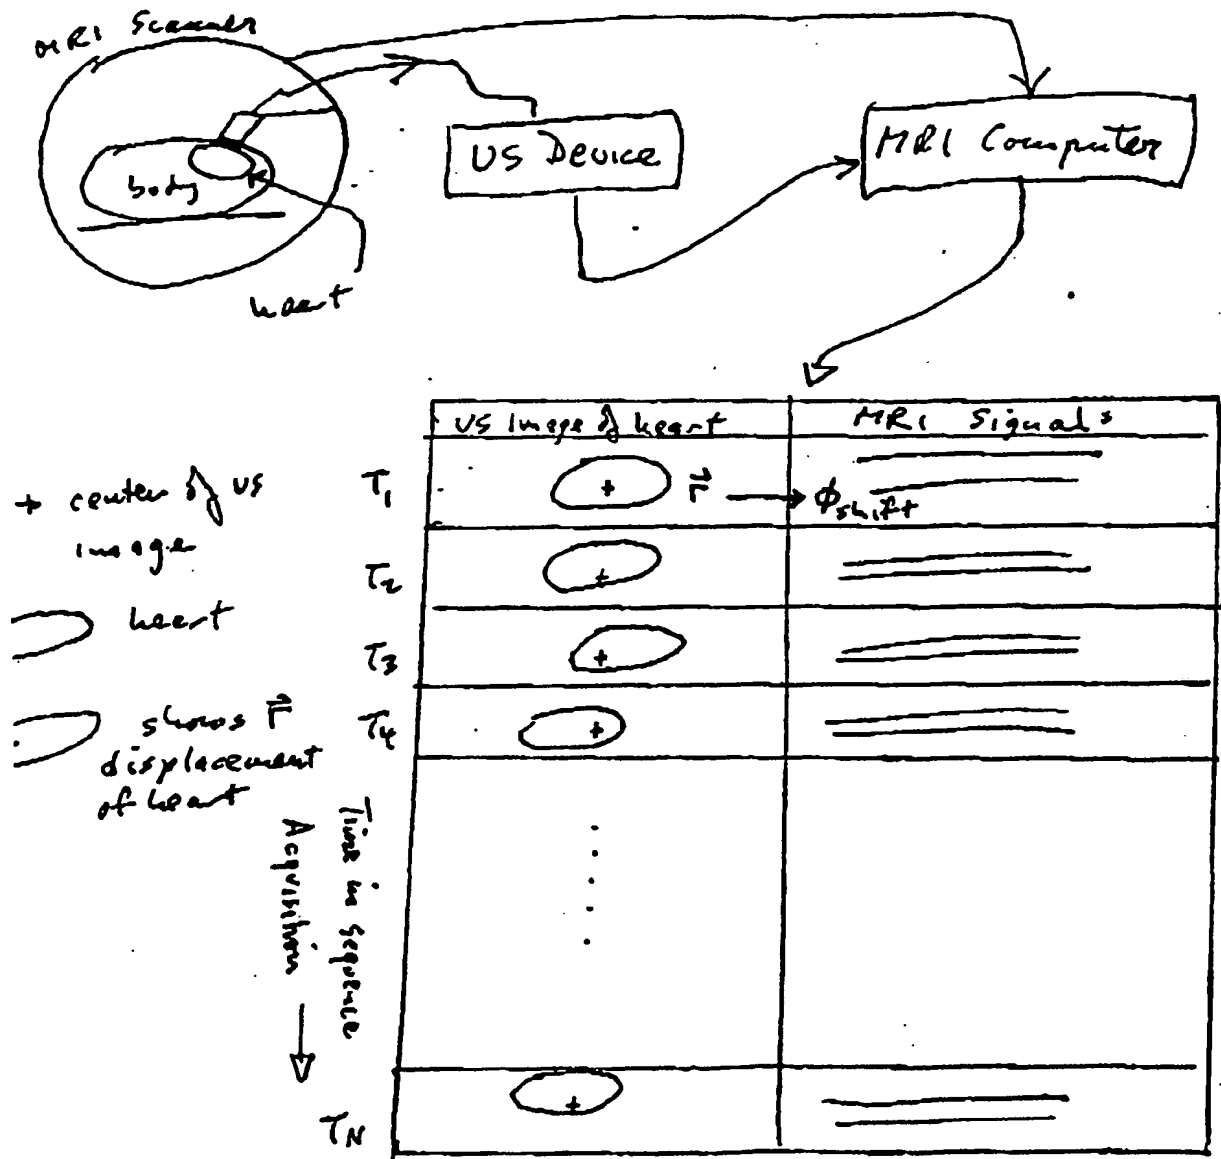 MRI Scanner
body
heart
US Device
MRI Computer
US Image of heart
MRI Signals
+ center of US
image
heart
shows r⃗
displacement
of heart
T1
r⃗
ϕshift
T2
T3
T4
Time in sequence
Acquisition
TN